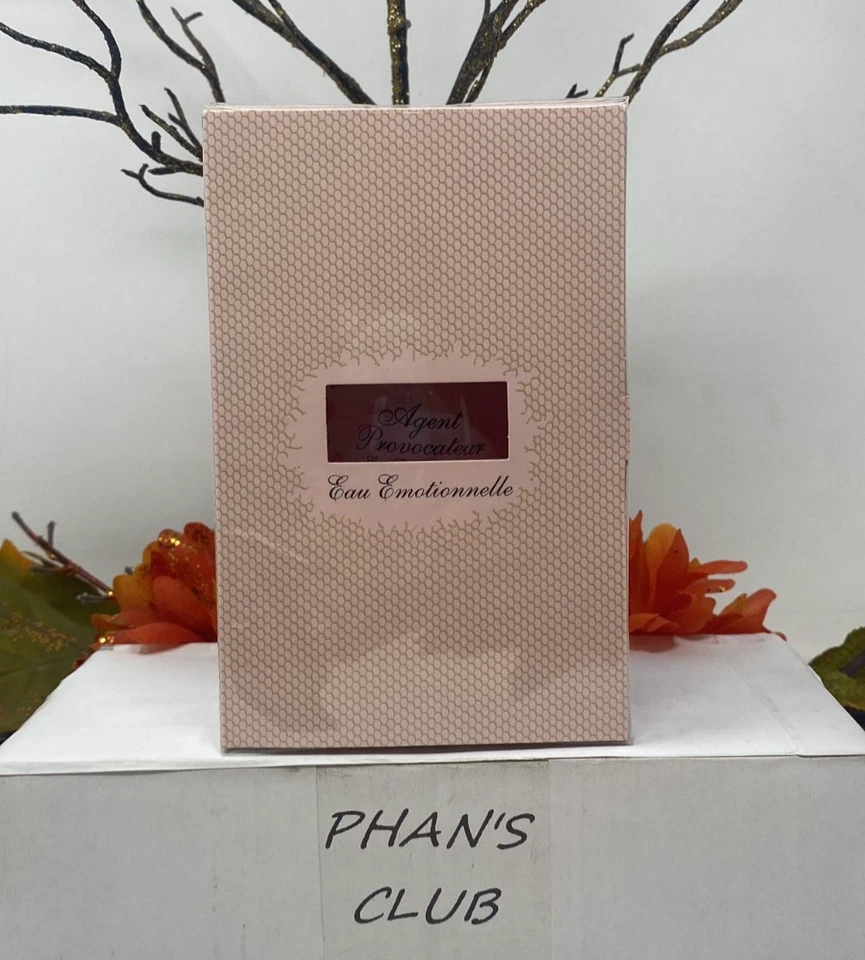 Agent
Provocateur
Eau Emotionnelle
PHAN'S
CLUB